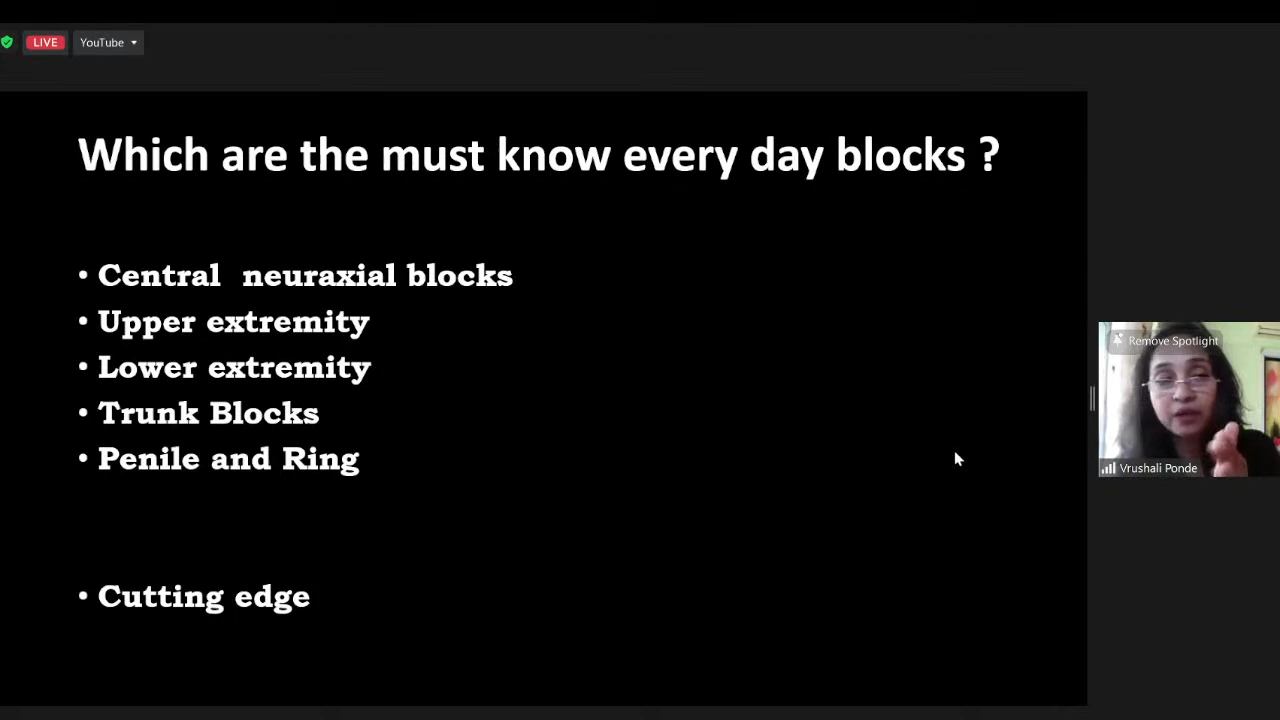 LIVE YouTube
Which are the must know every day blocks ?
• Central neuraxial blocks
• Upper extremity
• Lower extremity
• Trunk Blocks
• Penile and Ring
• Cutting edge
Remove Spotlight
Vrushali Ponde